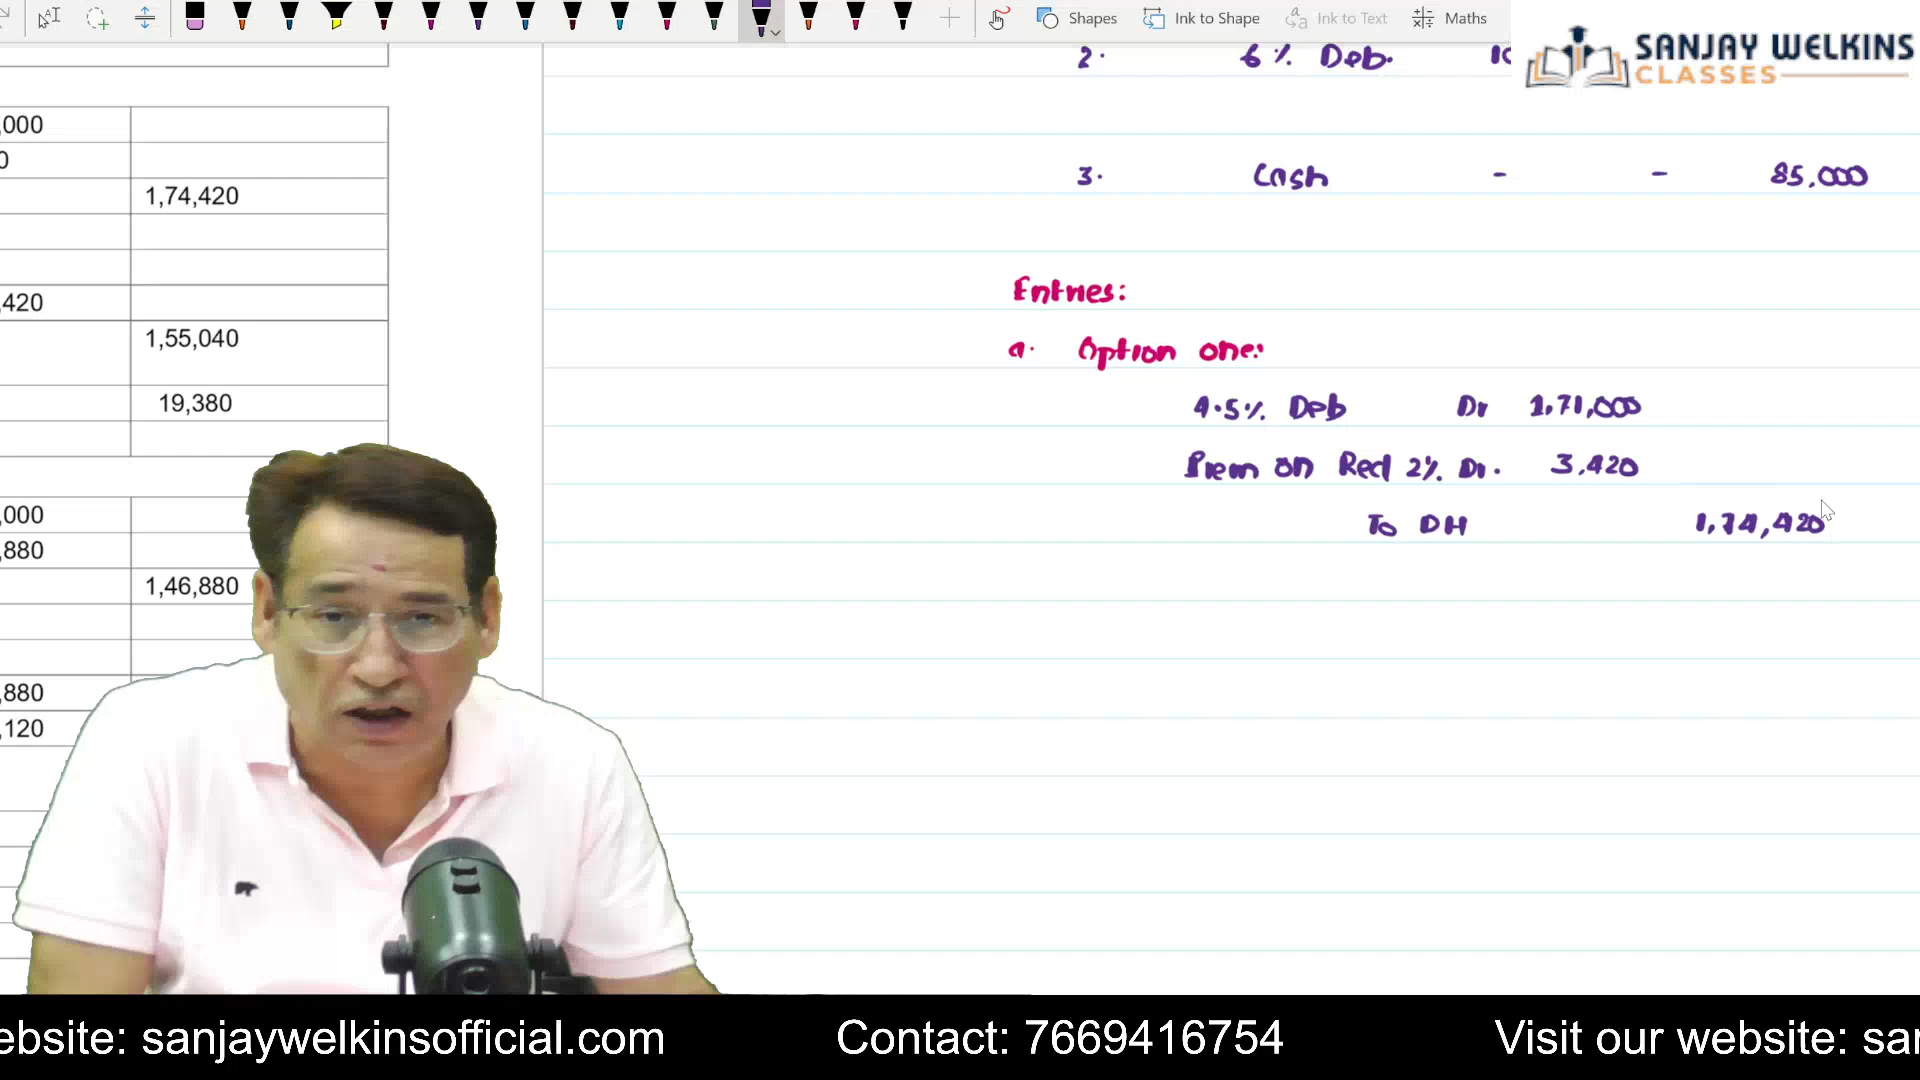 Shapes
Ink to Shape
Ink to Text
Maths
SANJAY WELKINS
CLASSES
,000
0
1,74,420
,420
1,55,040
19,380
,000
,880
1,46,880
,880
,120
2. 6% Deb. 10
3. Cash - - 85,000
Entries:
a. Option one:
4.5% Deb Dr 1,71,000
Prem on Red 2% Dr. 3,420
To DH 1,74,420
ebsite: sanjaywelkinsofficial.com Contact: 7669416754 Visit our website: sa